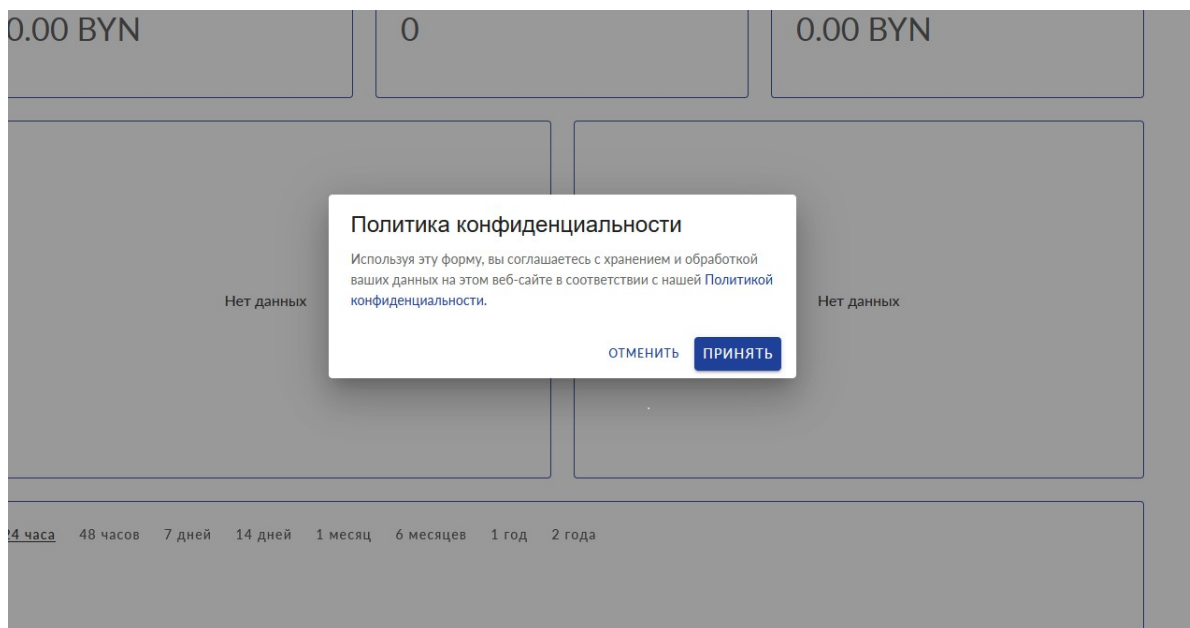 0.00 BYN
0
0.00 BYN
Политика конфиденциальности
Используя эту форму, вы соглашаетесь с хранением и обработкой
ваших данных на этом веб-сайте в соответствии с нашей Политикой
конфиденциальности.
Нет данных
Нет данных
ОТМЕНИТЬ ПРИНЯТЬ
24 часа 48 часов 7 дней 14 дней 1 месяц 6 месяцев 1 год 2 года